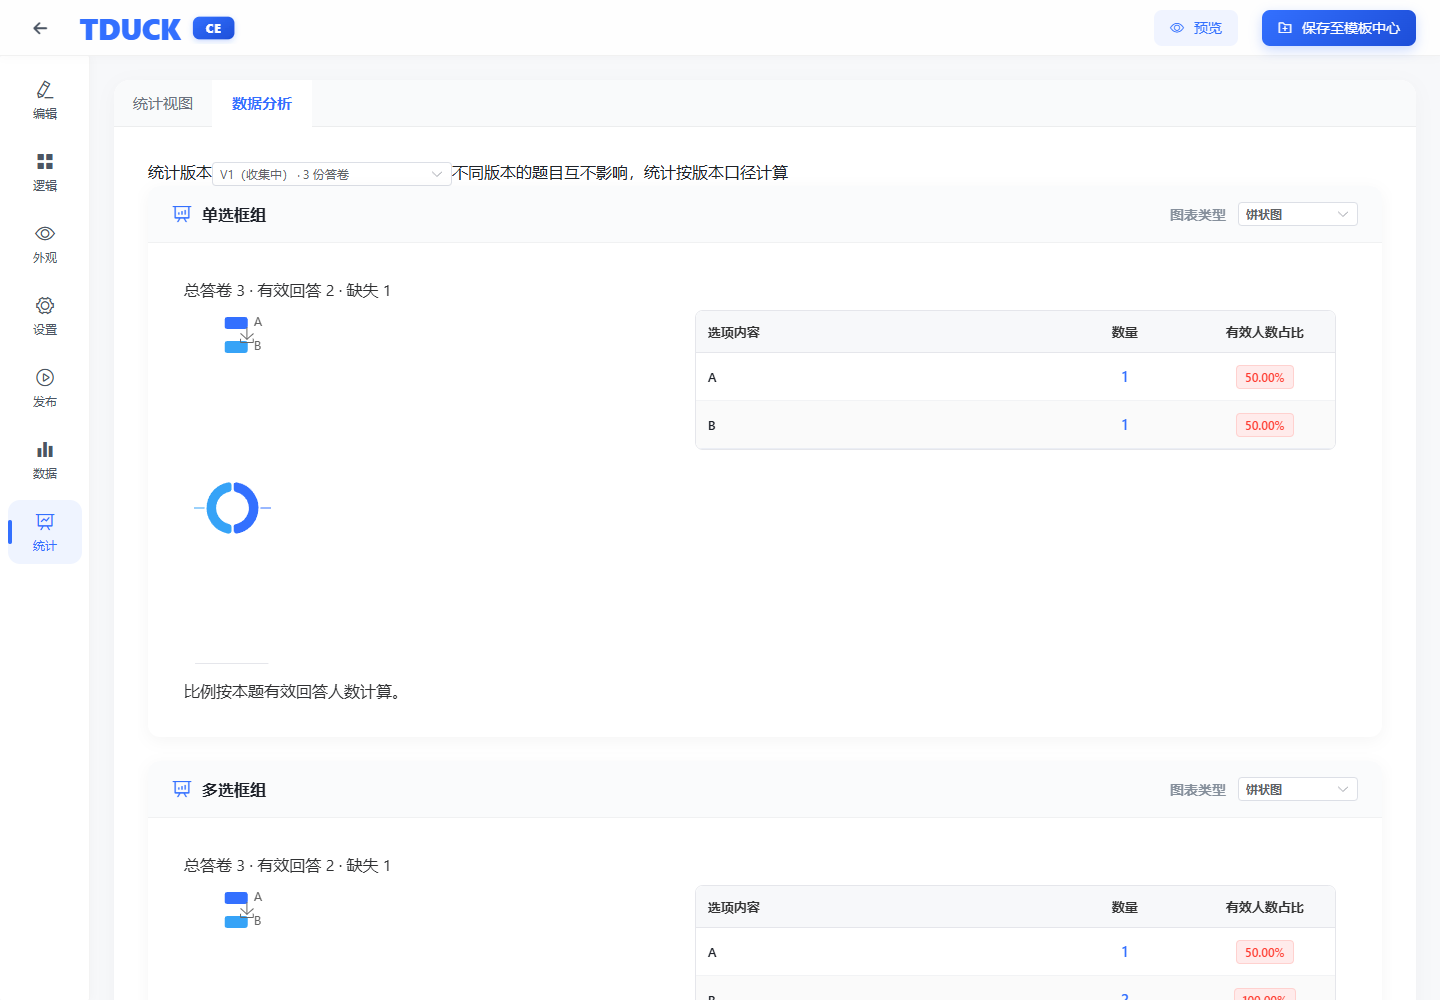 TDUCK CE
预览
保存至模板中心
编辑
逻辑
外观
设置
发布
数据
统计
统计视图
数据分析
统计版本 V1（收集中） · 3 份答卷 不同版本的题目互不影响，统计按版本口径计算
单选框组
图表类型 饼状图
总答卷 3 · 有效回答 2 · 缺失 1
A
B
选项内容 数量 有效人数占比
A 1 50.00%
B 1 50.00%
比例按本题有效回答人数计算。
多选框组
图表类型 饼状图
总答卷 3 · 有效回答 2 · 缺失 1
A
B
选项内容 数量 有效人数占比
A 1 50.00%
B 2 100.00%